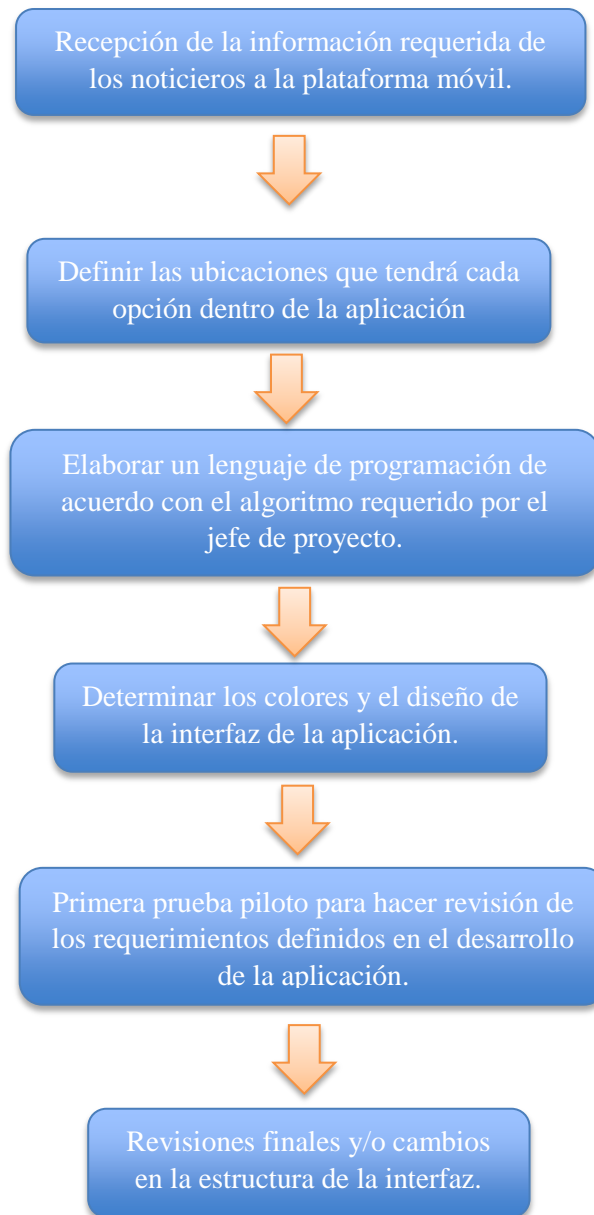 Recepción de la información requerida de
los noticieros a la plataforma móvil.
Definir las ubicaciones que tendrá cada
opción dentro de la aplicación
Elaborar un lenguaje de programación de
acuerdo con el algoritmo requerido por el
jefe de proyecto.
Determinar los colores y el diseño de
la interfaz de la aplicación.
Primera prueba piloto para hacer revisión de
los requerimientos definidos en el desarrollo
de la aplicación.
Revisiones finales y/o cambios
en la estructura de la interfaz.